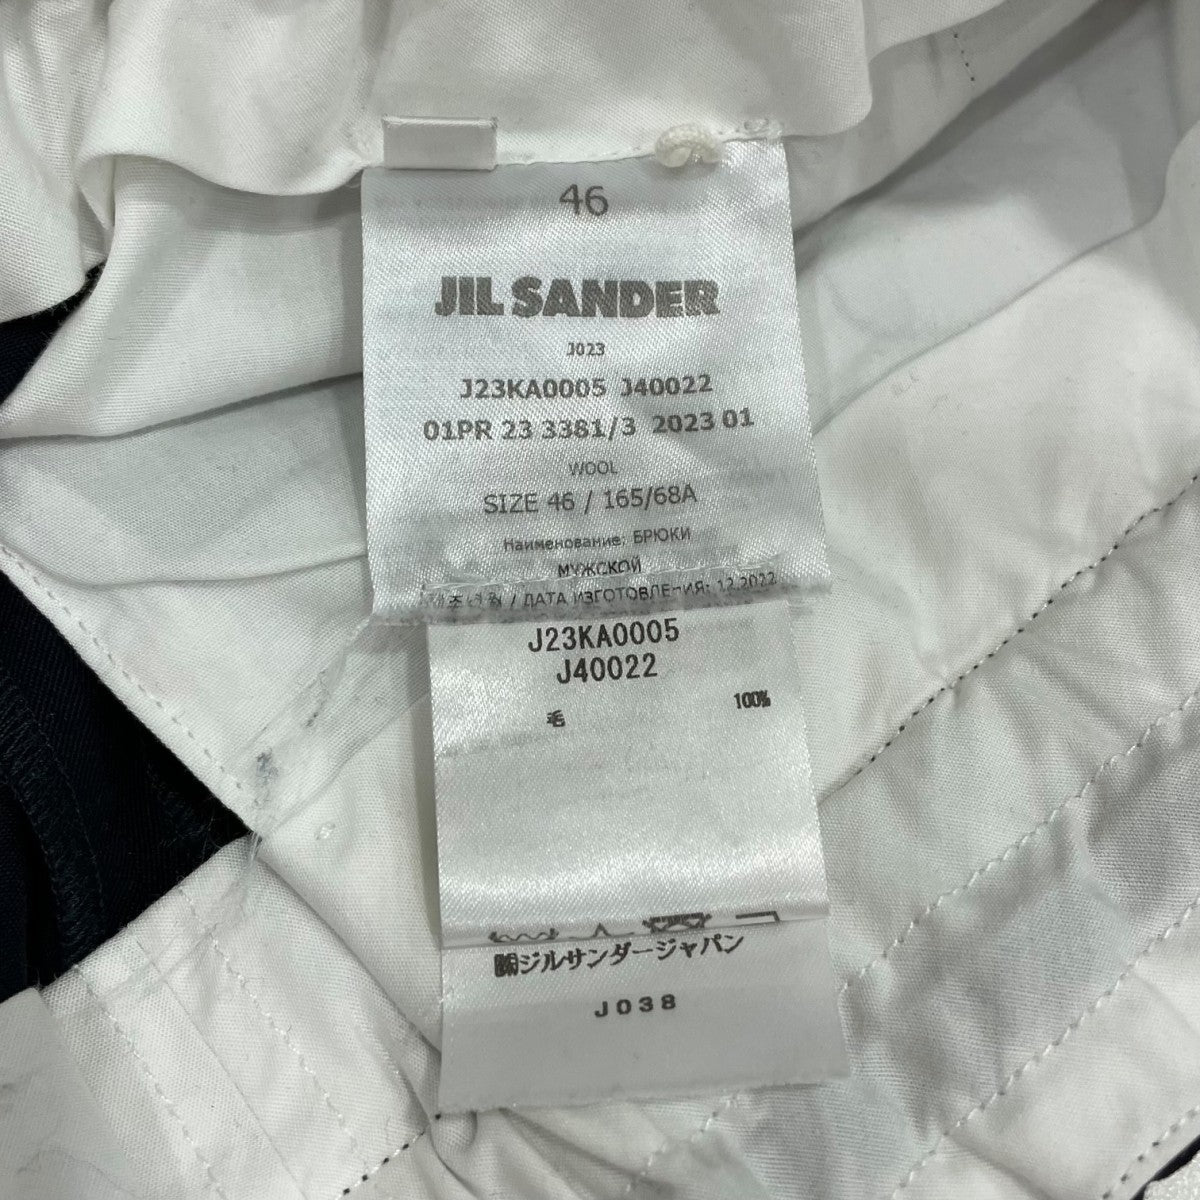 46
JIL SANDER
J023
J23KA0005 J40022
01PR 23 3381/3 2023 01
WOOL
SIZE 46 / 165/68A
Наименование: БРЮКИ
МУЖСКОЙ
/ ДАТА ИЗГОТОВЛЕНИЯ: 12.2022
J23KA0005
J40022
毛 100%
㈱ジルサンダージャパン
J038